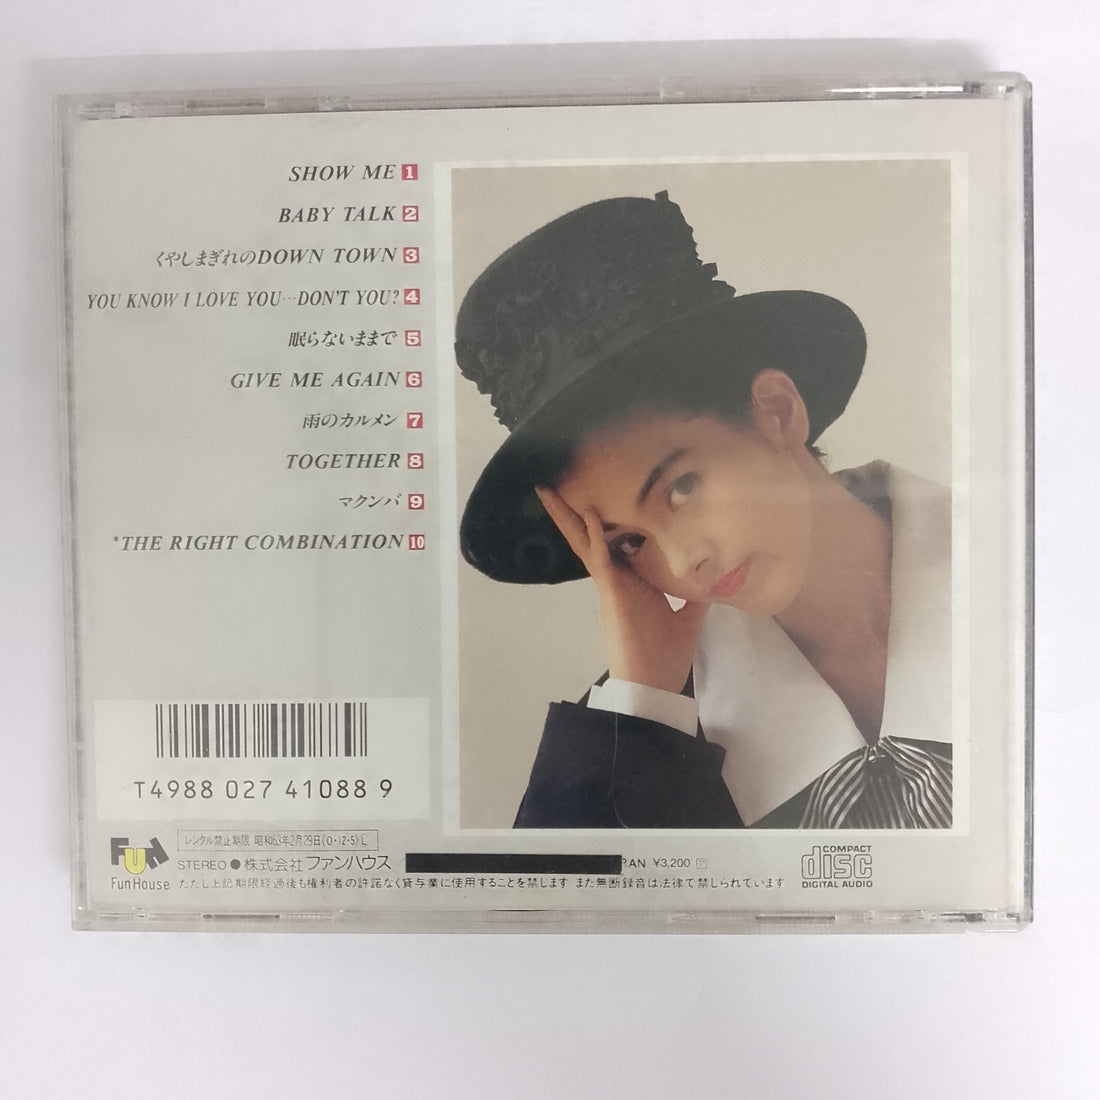 SHOW ME 1
BABY TALK 2
くやしまぎれのDOWN TOWN 3
YOU KNOW I LOVE YOU…DON'T YOU? 4
眠らないままで 5
GIVE ME AGAIN 6
雨のカルメン 7
TOGETHER 8
マクンバ 9
*THE RIGHT COMBINATION 10
T4988 027 41088 9
FUN
Fun House
レンタル禁止期限 昭和63年2月29日(0・12・5)L
STEREO ● 株式会社 ファンハウス
¥3,200
ただし上記期限経過後も権利者の許諾なく貸与業に使用することを禁じます また無断録音は法律で禁じられています
COMPACT
disc
DIGITAL AUDIO